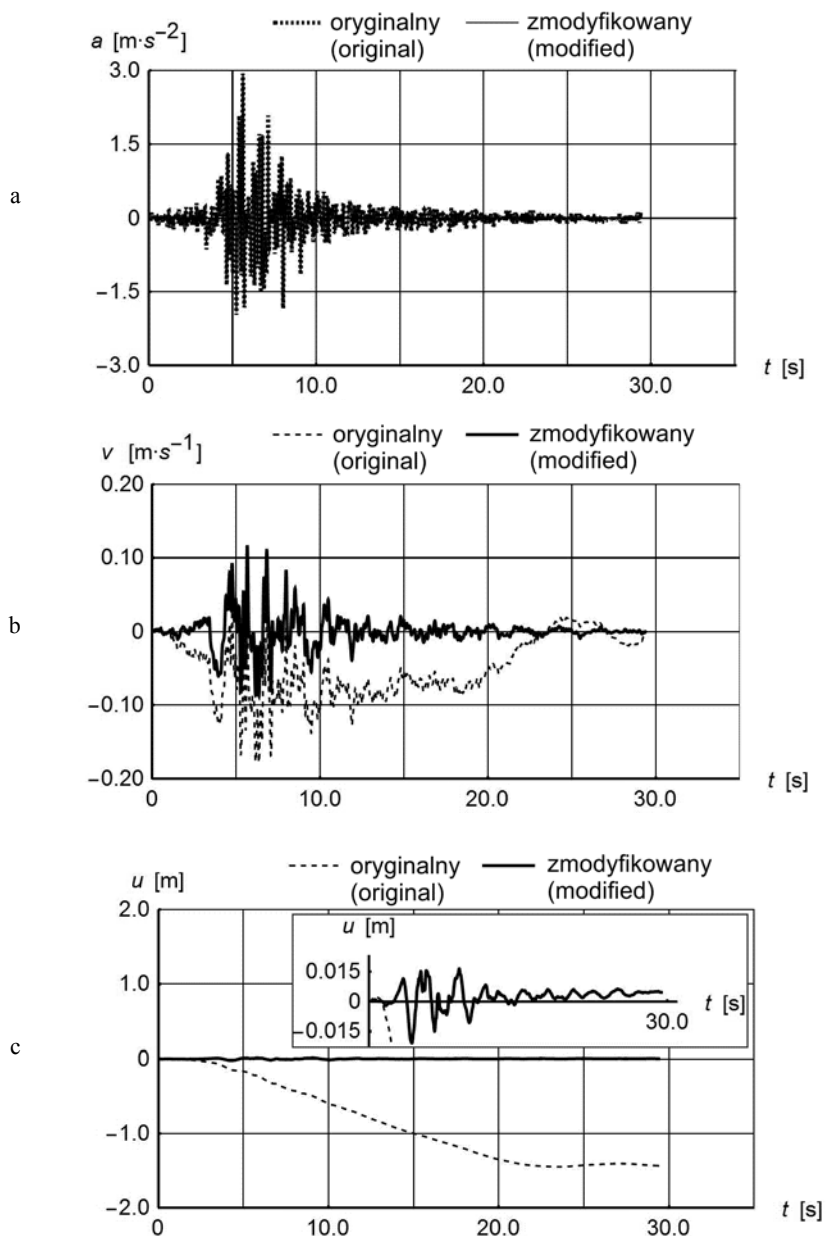 oryginalny zmodyfikowany
(original) (modified)
a [m·s−2]
3.0
1.5
a
0
−1.5
−3.0
0 10.0 20.0 30.0
t [s]
oryginalny zmodyfikowany
(original) (modified)
v [m·s−1]
0.20
0.10
b
0
−0.10
−0.20
0 10.0 20.0 30.0
t [s]
oryginalny zmodyfikowany
(original) (modified)
u [m]
2.0
u [m]
0.015
0
−0.015
t [s]
30.0
1.0
c
0
−1.0
−2.0
0 10.0 20.0 30.0
t [s]